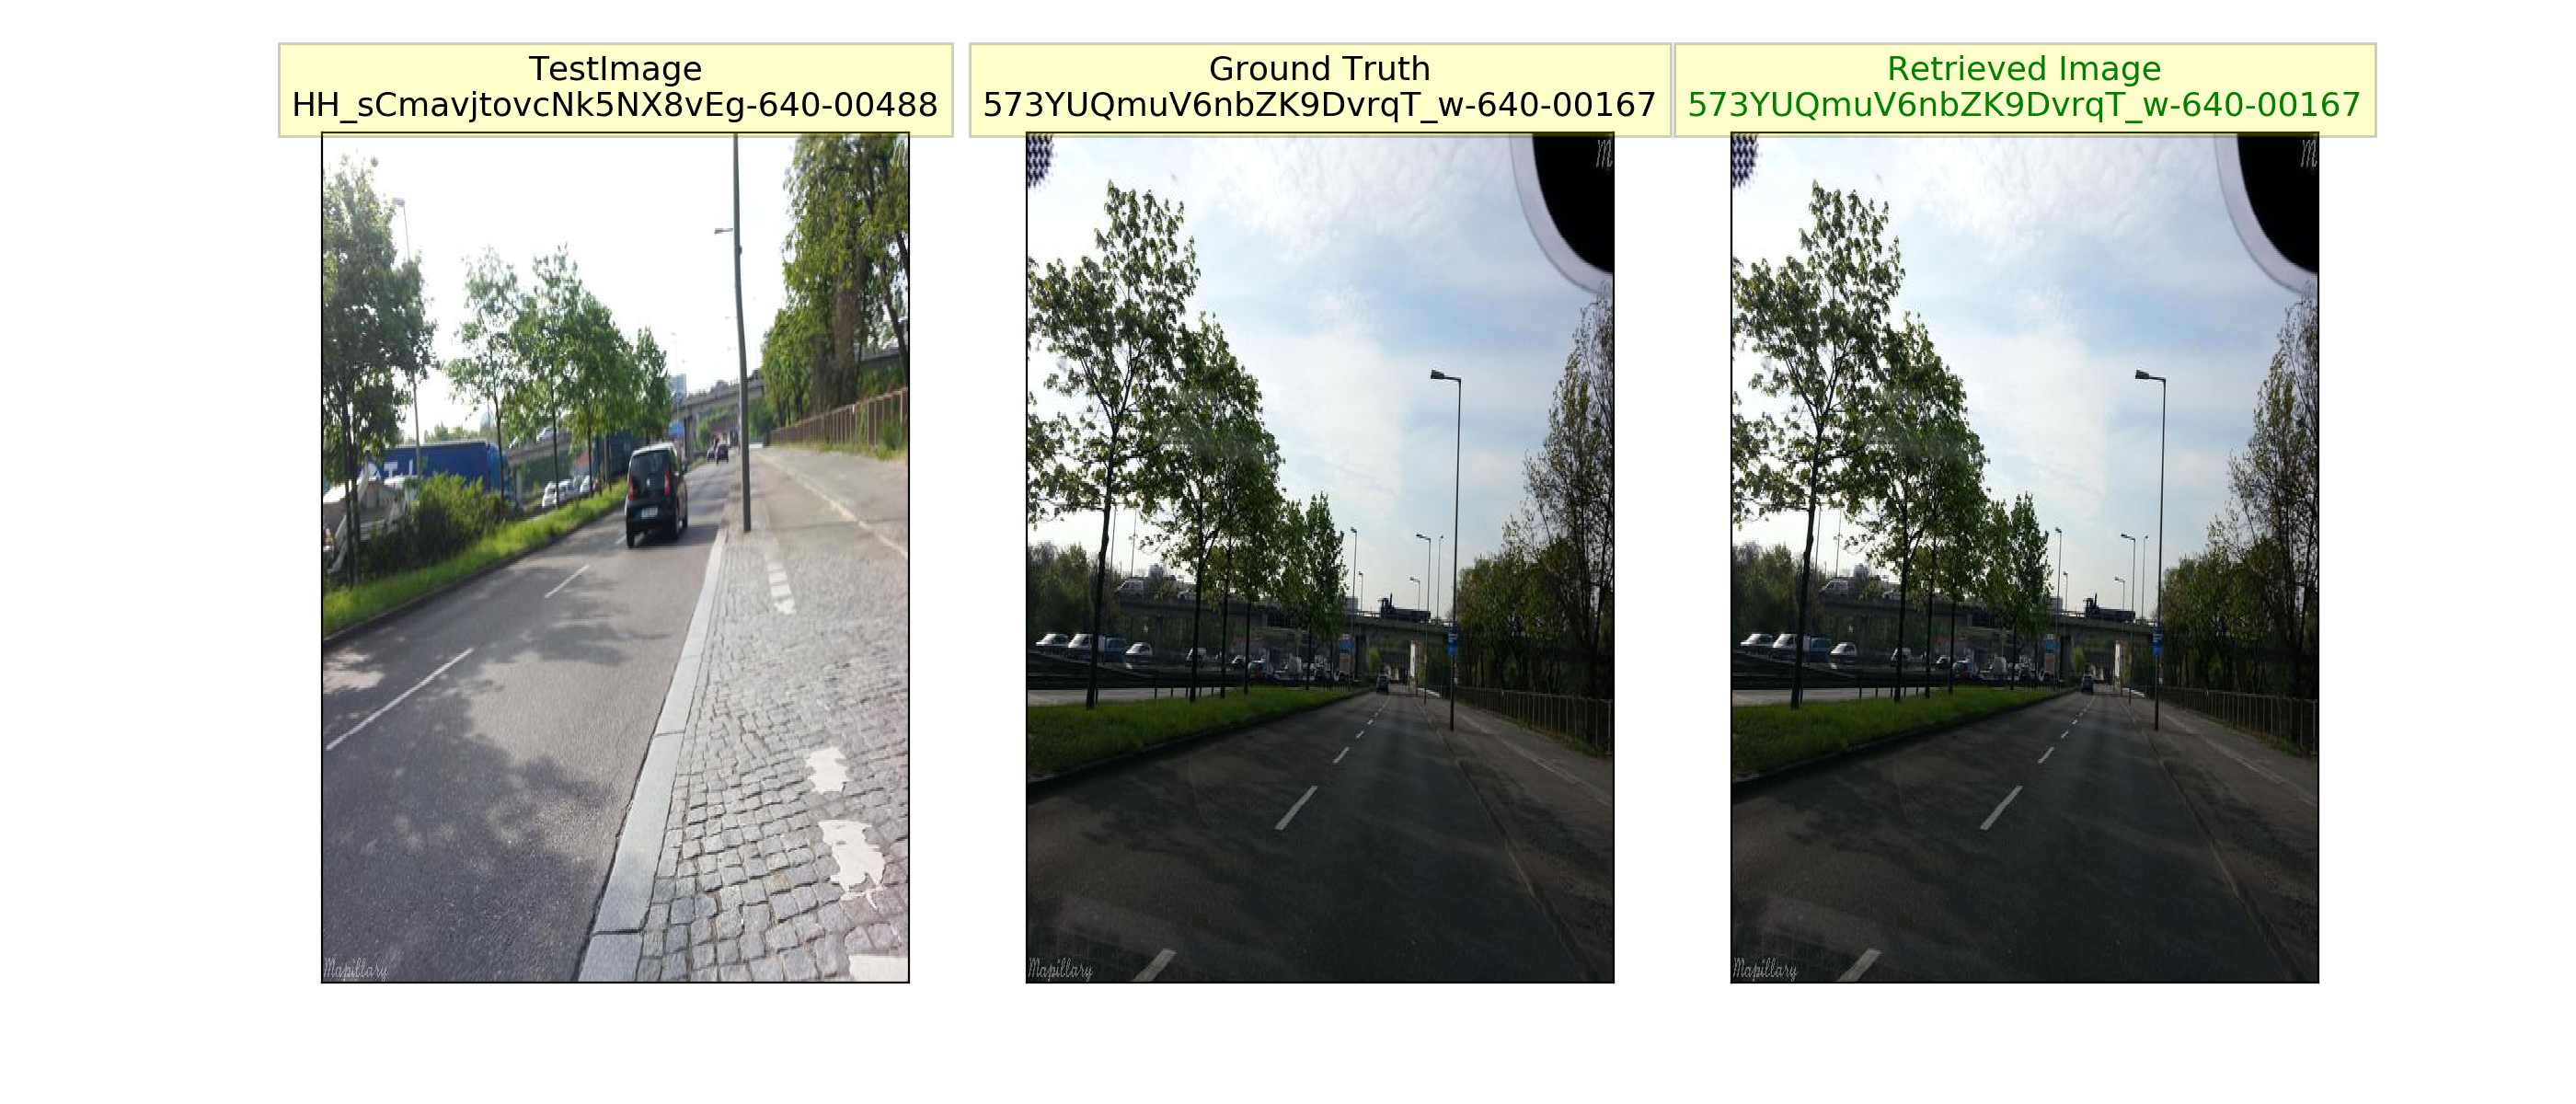 TestImage
HH_sCmavjtovcNk5NX8vEg-640-00488
Ground Truth
573YUQmuV6nbZK9DvrqT_w-640-00167
Retrieved Image
573YUQmuV6nbZK9DvrqT_w-640-00167
M
M
Mapillary
Mapillary
Mapillary